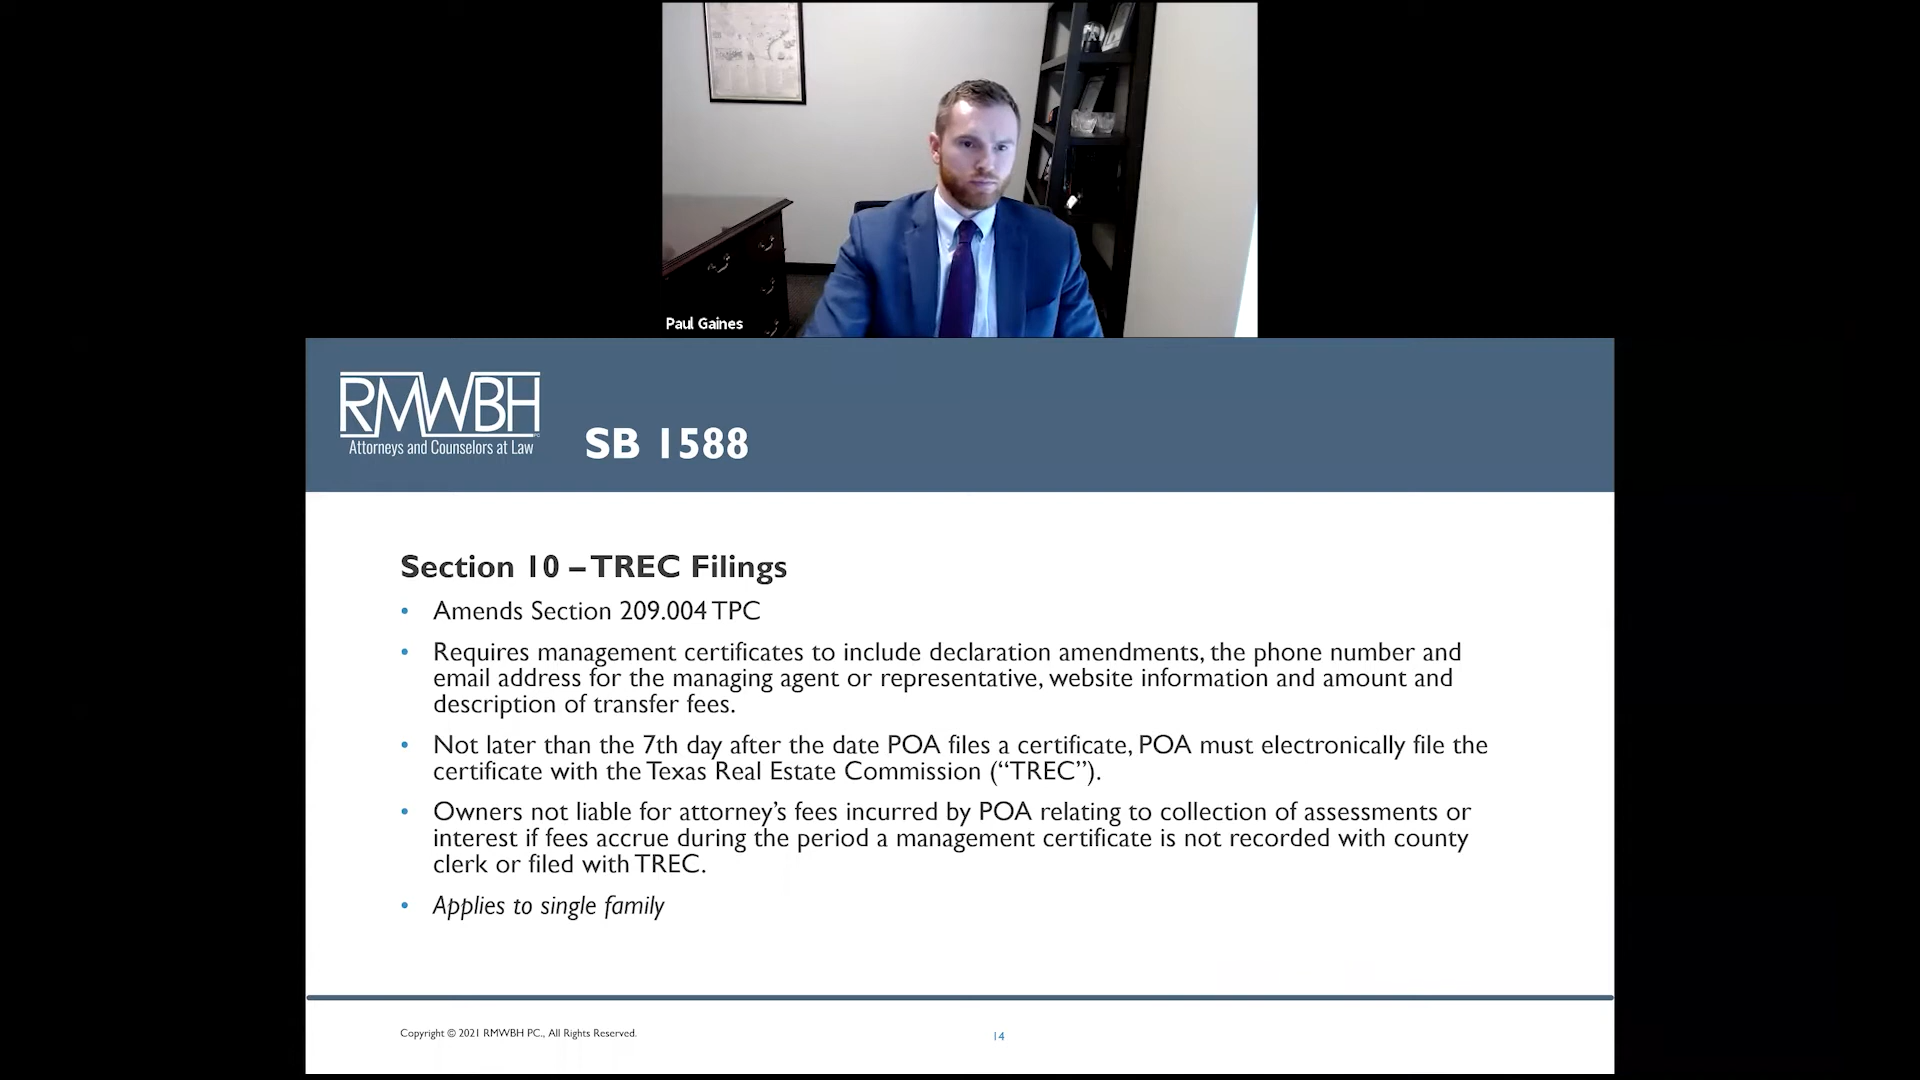 Paul Gaines
RMWBH
Attorneys and Counselors at Law
SB 1588
Section 10 – TREC Filings
• Amends Section 209.004 TPC
• Requires management certificates to include declaration amendments, the phone number and
email address for the managing agent or representative, website information and amount and
description of transfer fees.
• Not later than the 7th day after the date POA files a certificate, POA must electronically file the
certificate with the Texas Real Estate Commission (“TREC”).
• Owners not liable for attorney’s fees incurred by POA relating to collection of assessments or
interest if fees accrue during the period a management certificate is not recorded with county
clerk or filed with TREC.
• Applies to single family
Copyright © 2021 RMWBH PC., All Rights Reserved.
14